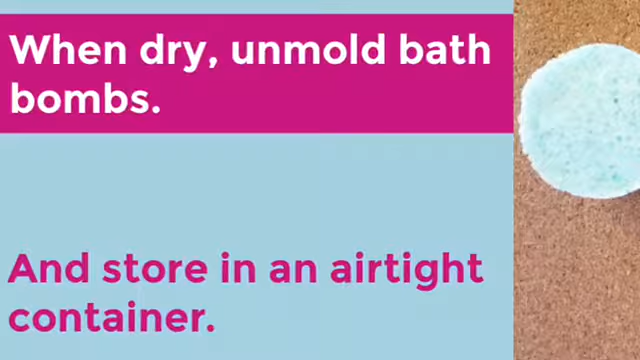 When dry, unmold bath
bombs.
And store in an airtight
container.